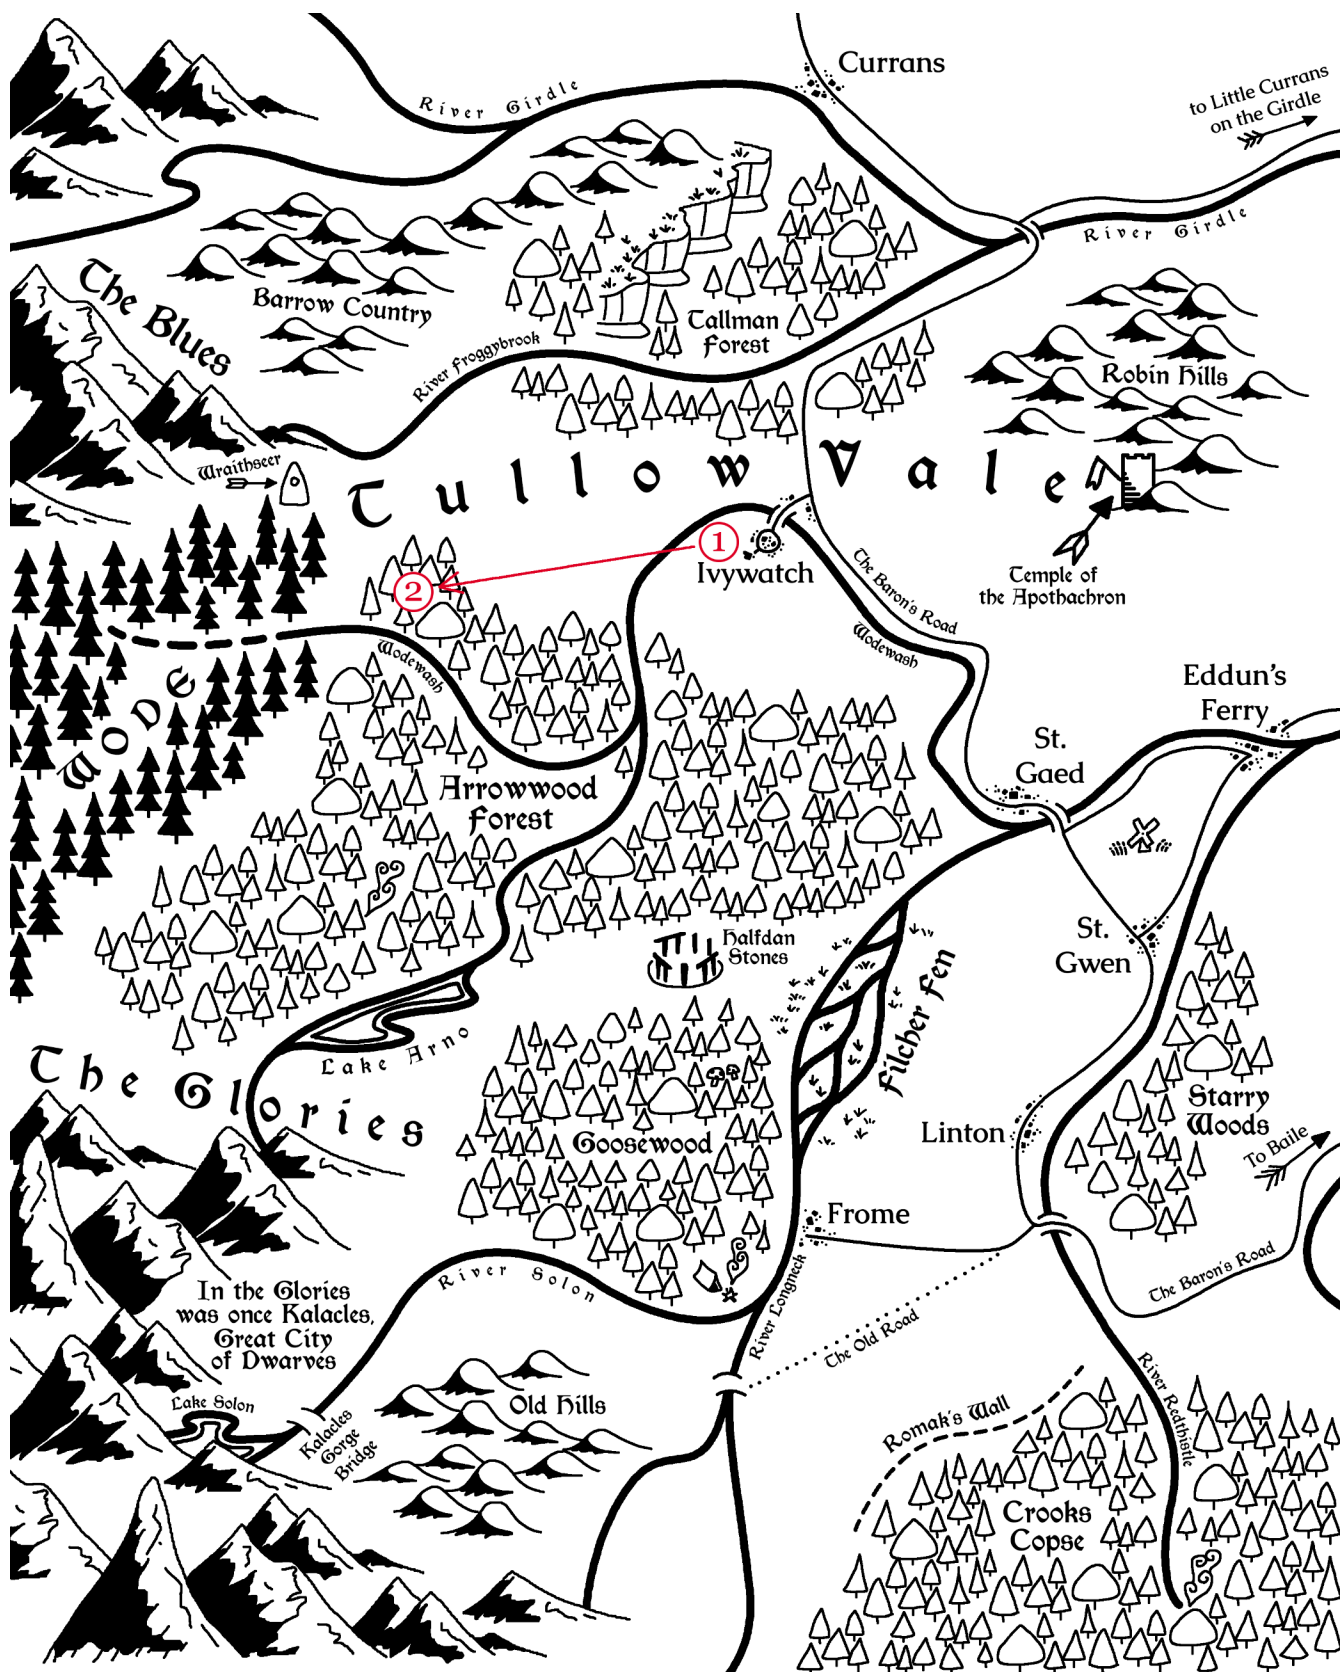 Currans
to Little Currans
on the Girdle
River Girdle
River Girdle
The Blues
Barrow Country
Tallman
Forest
River Froggybrook
Robin Hills
Wraithseer
Tullow Vale
1
Ivywatch
2
Temple of
the Apothachron
The Baron's Road
Wodewash
Wodewash
WODE
Eddun's
Ferry
St.
Gaed
Arrowwood
Forest
Halfdan
Stones
St.
Gwen
Filcher Fen
Lake Arno
The Glories
Starry
Woods
Goosewood
Linton
To Baile
Frome
River Solon
River Longneck
The Baron's Road
In the Glories
was once Kalacles,
Great City
of Dwarves
The Old Road
Lake Solon
Kalacles
Gorge
Bridge
Old Hills
Romak's Wall
River Redthistle
Crooks
Copse